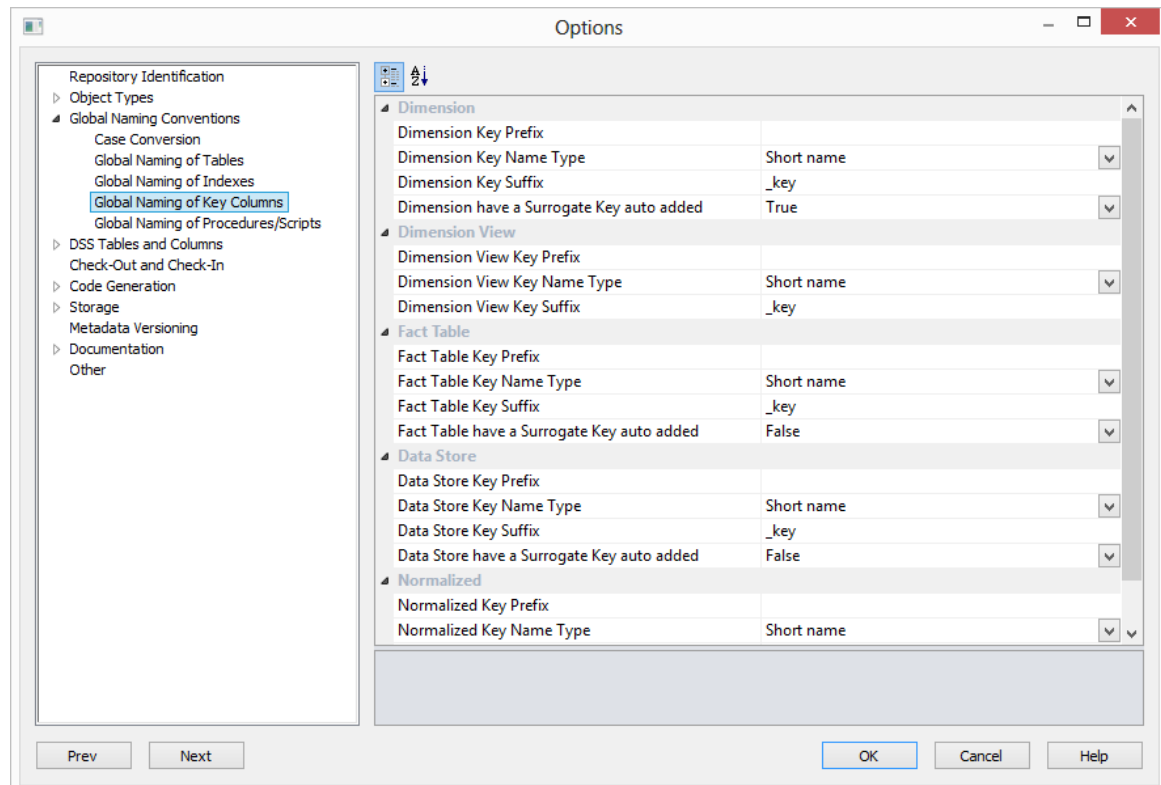 Options
Repository Identification
Object Types
Global Naming Conventions
Case Conversion
Global Naming of Tables
Global Naming of Indexes
Global Naming of Key Columns
Global Naming of Procedures/Scripts
DSS Tables and Columns
Check-Out and Check-In
Code Generation
Storage
Metadata Versioning
Documentation
Other
Dimension
Dimension Key Prefix
Dimension Key Name Type Short name
Dimension Key Suffix _key
Dimension have a Surrogate Key auto added True
Dimension View
Dimension View Key Prefix
Dimension View Key Name Type Short name
Dimension View Key Suffix _key
Fact Table
Fact Table Key Prefix
Fact Table Key Name Type Short name
Fact Table Key Suffix _key
Fact Table have a Surrogate Key auto added False
Data Store
Data Store Key Prefix
Data Store Key Name Type Short name
Data Store Key Suffix _key
Data Store have a Surrogate Key auto added False
Normalized
Normalized Key Prefix
Normalized Key Name Type Short name
Prev Next OK Cancel Help